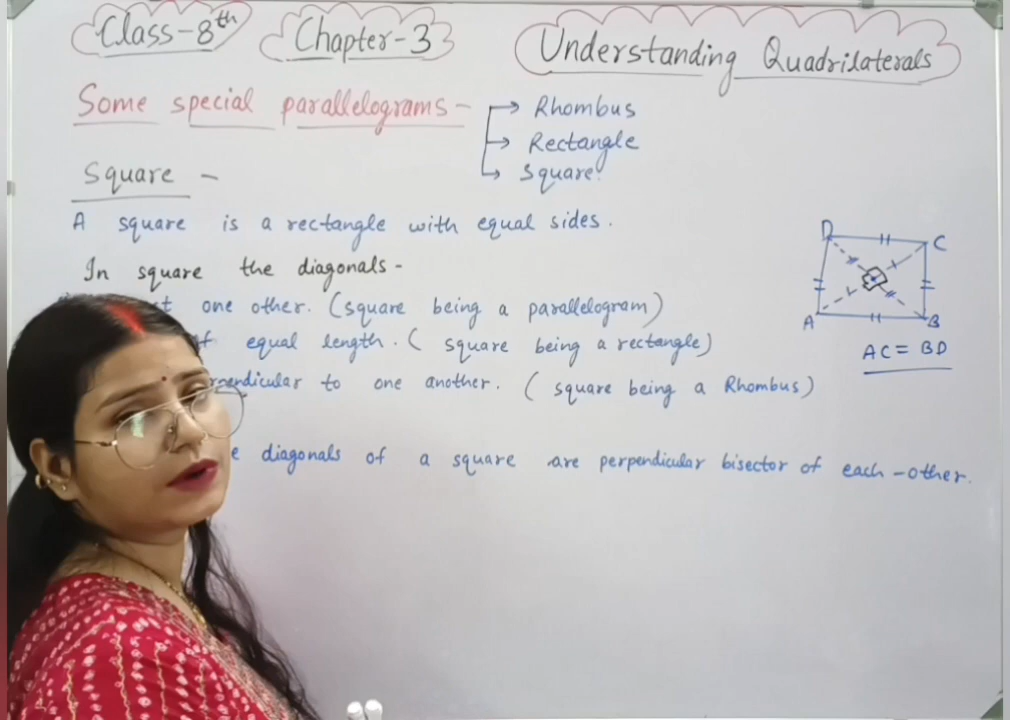 Class-8th Chapter-3 Understanding Quadrilaterals
Some special parallelograms - → Rhombus
→ Rectangle
→ Square
Square -
A square is a rectangle with equal sides.
In square the diagonals -
one other. (square being a parallelogram)
equal length. ( square being a rectangle)
to one another. ( square being a Rhombus)
diagonals of a square are perpendicular bisector of each-other.
D C
A B
AC = BD